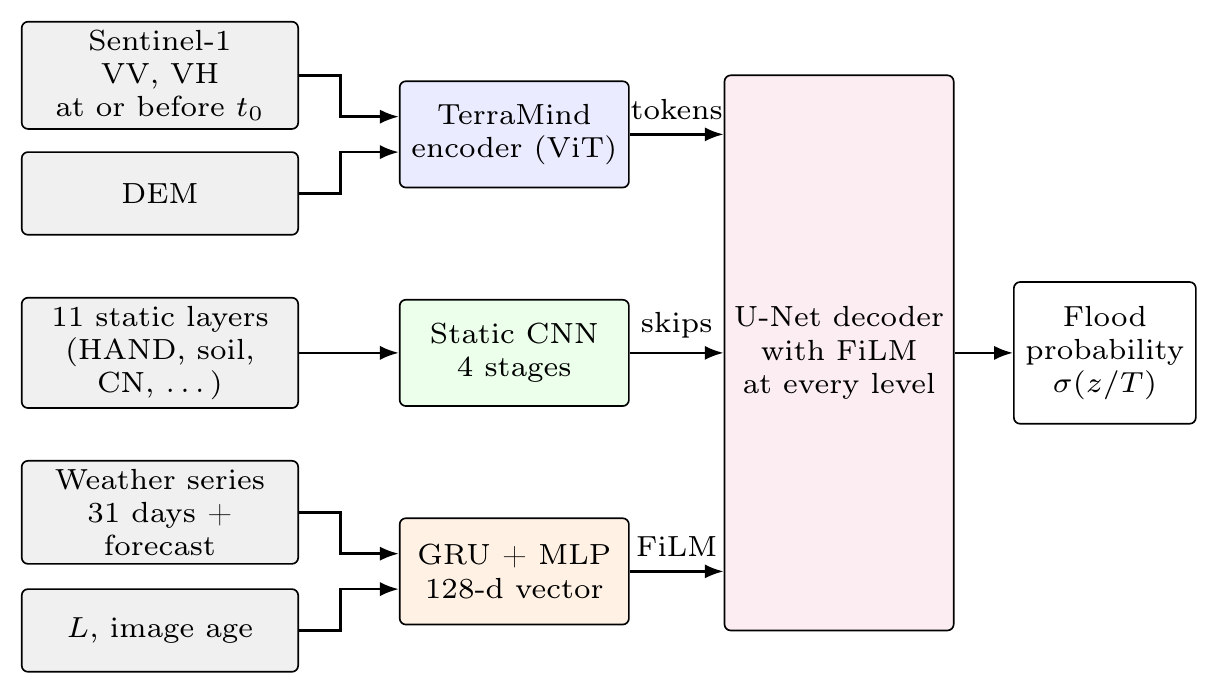 Sentinel-1
VV, VH
at or before t₀
DEM
TerraMind
encoder (ViT)
tokens
11 static layers
(HAND, soil,
CN, …)
Static CNN
4 stages
skips
Weather series
31 days +
forecast
L, image age
GRU + MLP
128-d vector
FiLM
U-Net decoder
with FiLM
at every level
Flood
probability
σ(z/T)